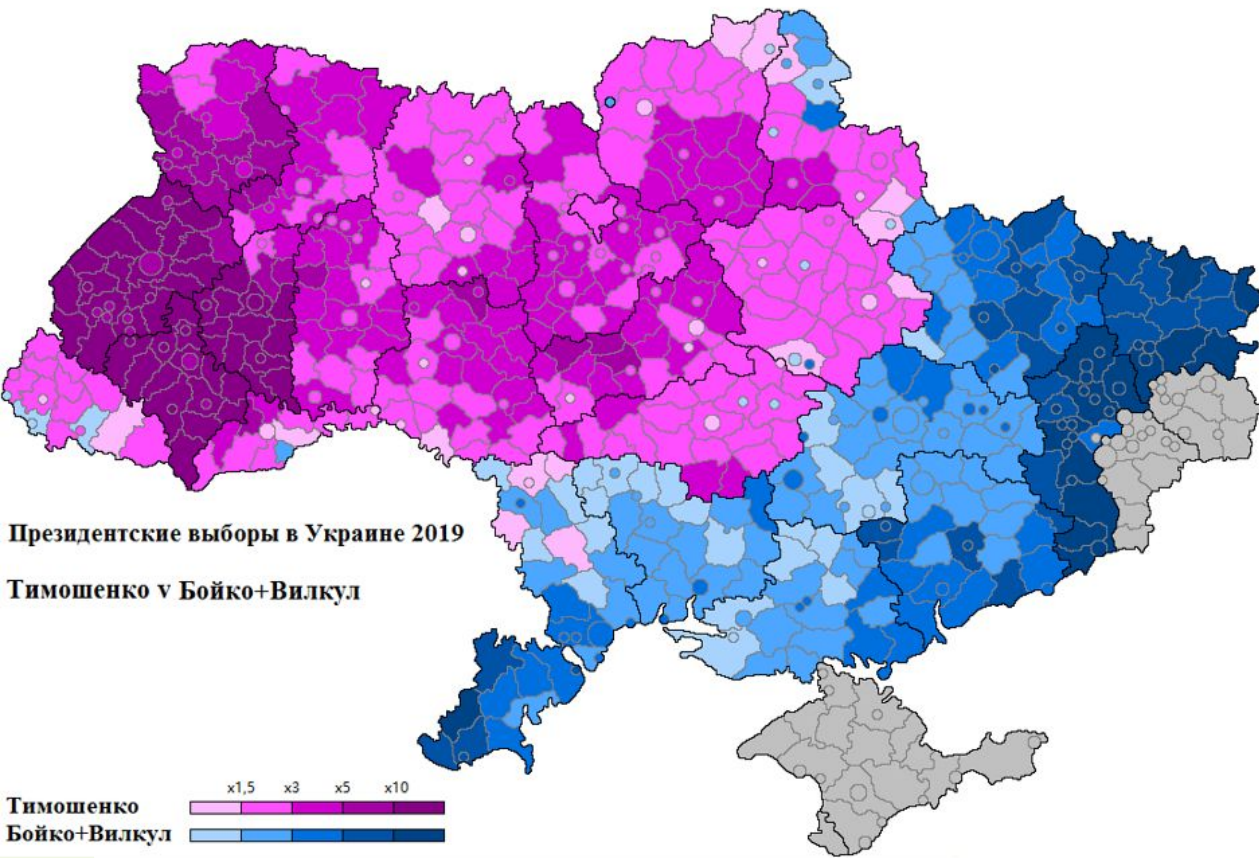 Президентские выборы в Украине 2019
Тимошенко v Бойко+Вилкул
x1,5 x3 x5 x10
Тимошенко
Бойко+Вилкул